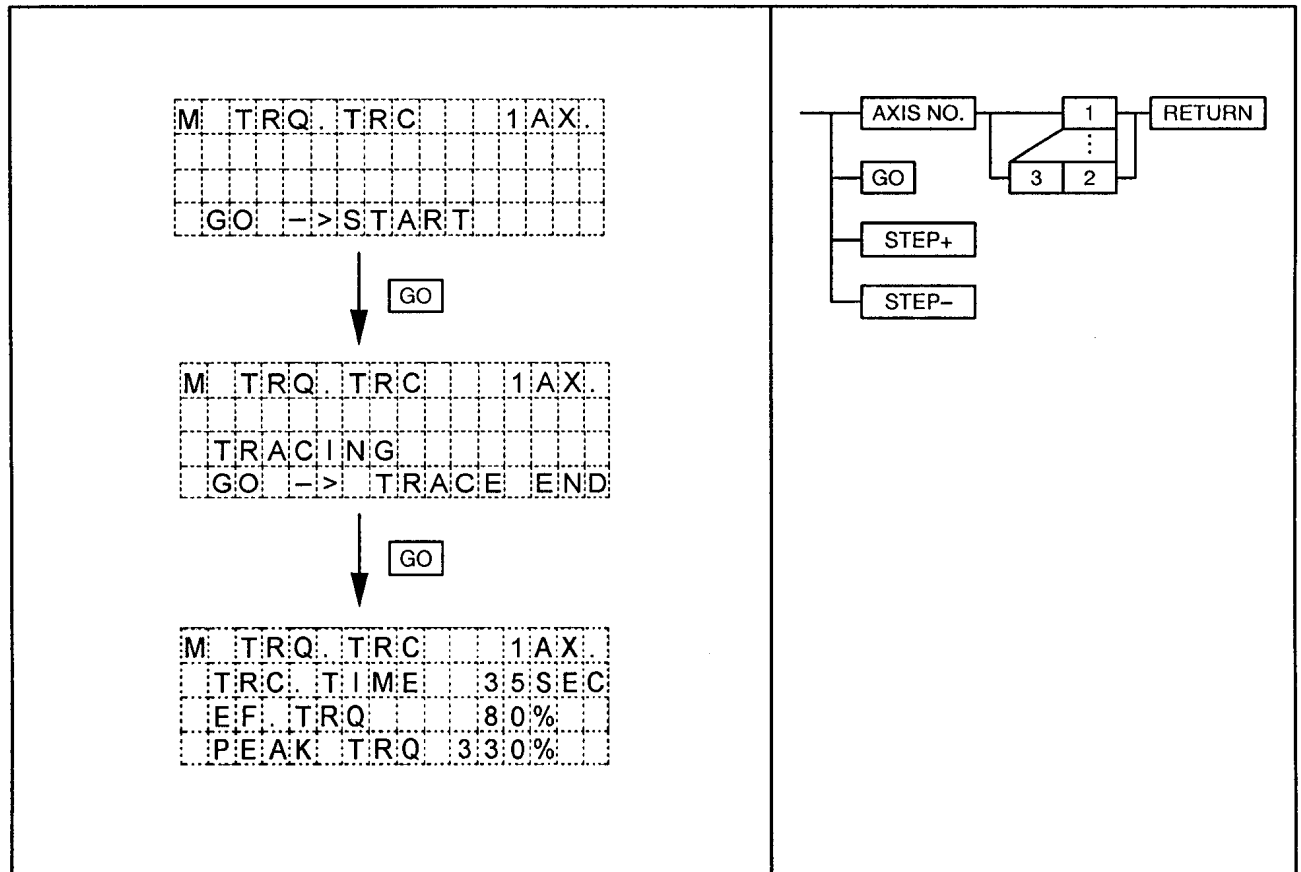 M TRQ. TRC 1AX.
GO ->START
GO
M TRQ. TRC 1AX.
TRACING
GO -> TRACE END
GO
M TRQ. TRC 1AX.
TRC. TIME 35SEC
EF. TRQ 80%
PEAK TRQ 330%
AXIS NO. 1 RETURN
⋮
GO 3 2
STEP+
STEP−